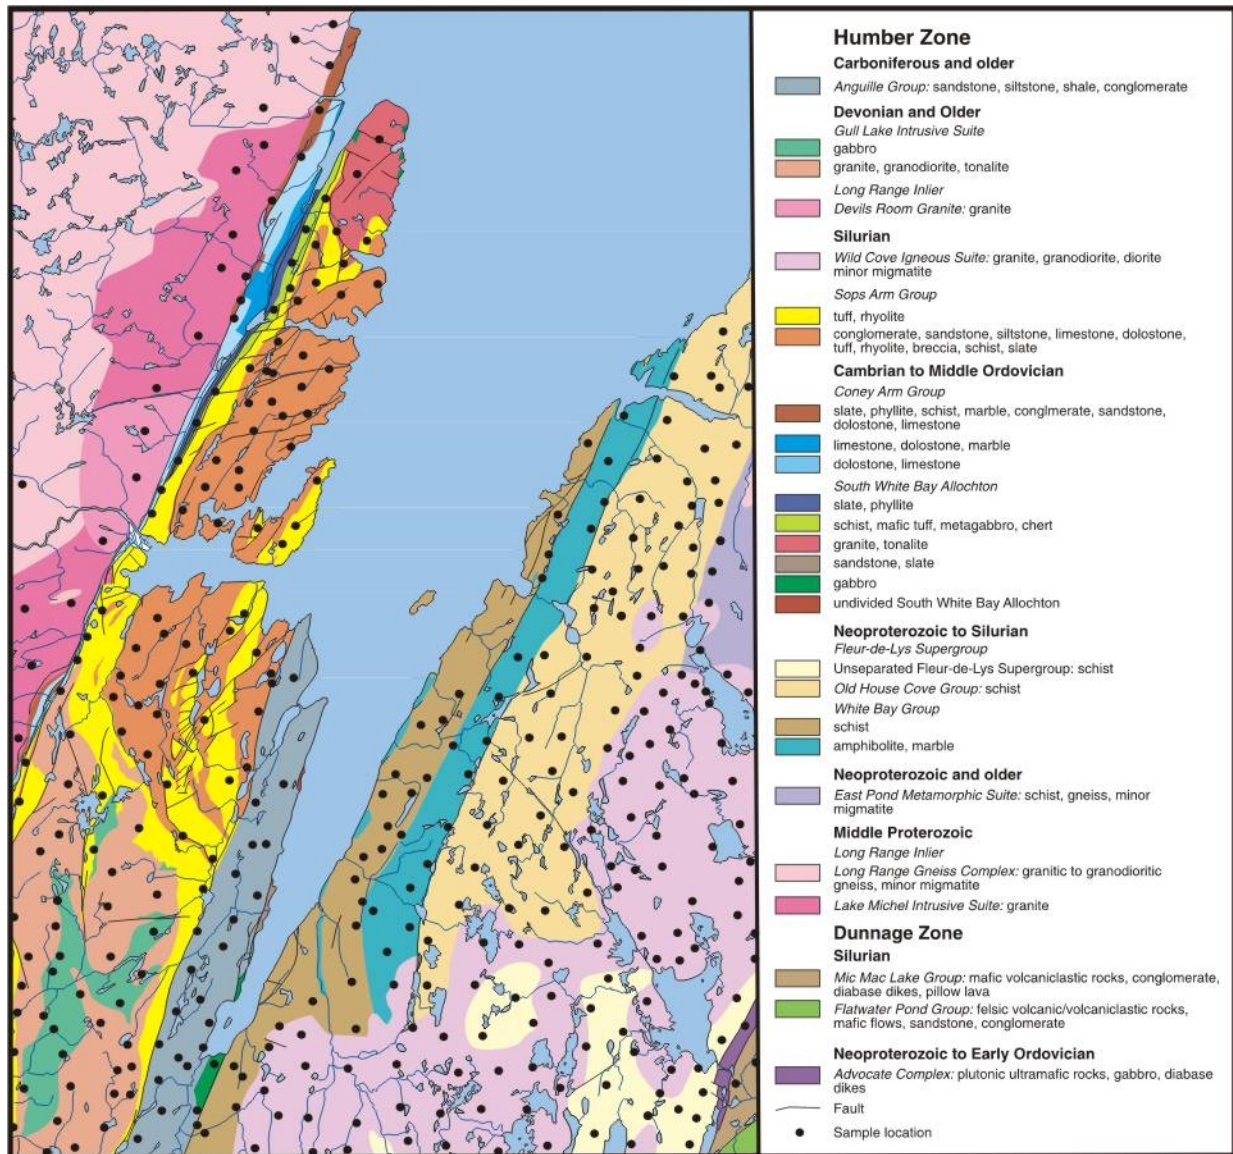 Humber Zone
Carboniferous and older
Anguille Group: sandstone, siltstone, shale, conglomerate
Devonian and Older
Gull Lake Intrusive Suite
gabbro
granite, granodiorite, tonalite
Long Range Inlier
Devils Room Granite: granite
Silurian
Wild Cove Igneous Suite: granite, granodiorite, diorite
minor migmatite
Sops Arm Group
tuff, rhyolite
conglomerate, sandstone, siltstone, limestone, dolostone,
tuff, rhyolite, breccia, schist, slate
Cambrian to Middle Ordovician
Coney Arm Group
slate, phyllite, schist, marble, conglmerate, sandstone,
dolostone, limestone
limestone, dolostone, marble
dolostone, limestone
South White Bay Allochton
slate, phyllite
schist, mafic tuff, metagabbro, chert
granite, tonalite
sandstone, slate
gabbro
undivided South White Bay Allochton
Neoproterozoic to Silurian
Fleur-de-Lys Supergroup
Unseparated Fleur-de-Lys Supergroup: schist
Old House Cove Group: schist
White Bay Group
schist
amphibolite, marble
Neoproterozoic and older
East Pond Metamorphic Suite: schist, gneiss, minor
migmatite
Middle Proterozoic
Long Range Inlier
Long Range Gneiss Complex: granitic to granodioritic
gneiss, minor migmatite
Lake Michel Intrusive Suite: granite
Dunnage Zone
Silurian
Mic Mac Lake Group: mafic volcaniclastic rocks, conglomerate,
diabase dikes, pillow lava
Flatwater Pond Group: felsic volcanic/volcaniclastic rocks,
mafic flows, sandstone, conglomerate
Neoproterozoic to Early Ordovician
Advocate Complex: plutonic ultramafic rocks, gabbro, diabase
dikes
Fault
Sample location